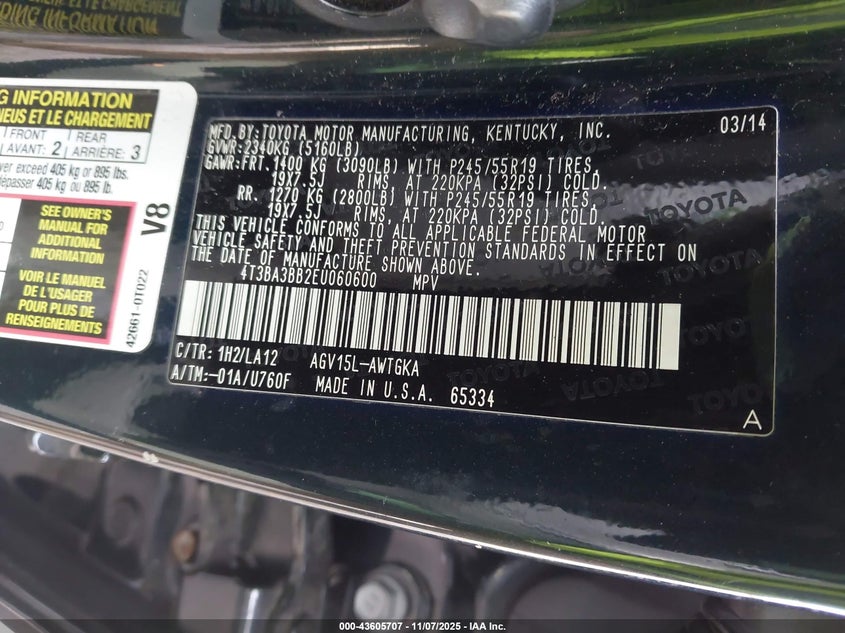 G INFORMATION
NEUS ET LE CHARGEMENT
FRONT REAR
AVANT: 2 ARRIÈRE: 3
ver exceed 405 kg or 895 lbs.
dépasser 405 kg ou 895 lb.
SEE OWNER'S
MANUAL FOR
ADDITIONAL
INFORMATION
VOIR LE MANUEL
DE L'USAGER
POUR PLUS DE
RENSEIGNEMENTS
V8
42661-0T022
MFD. BY:TOYOTA MOTOR MANUFACTURING, KENTUCKY, INC. 03/14
GVWR:2340KG (5160LB)
GAWR:FRT. 1400 KG (3090LB) WITH P245/55R19 TIRES,
19X7.5J RIMS, AT 220KPA (32PSI) COLD.
RR. 1270 KG (2800LB) WITH P245/55R19 TIRES,
19X7.5J RIMS, AT 220KPA (32PSI) COLD.
THIS VEHICLE CONFORMS TO ALL APPLICABLE FEDERAL MOTOR
VEHICLE SAFETY AND THEFT PREVENTION STANDARDS IN EFFECT ON
THE DATE OF MANUFACTURE SHOWN ABOVE.
4T3BA3BB2EU060600 MPV
C/TR: 1H2/LA12 AGV15L-AWTGKA
A/TM:-01A/U760F MADE IN U.S.A. 65334
A
TOYOTA
TOYOTA
TOYOTA
000-43605707 - 11/07/2025 - IAA Inc.